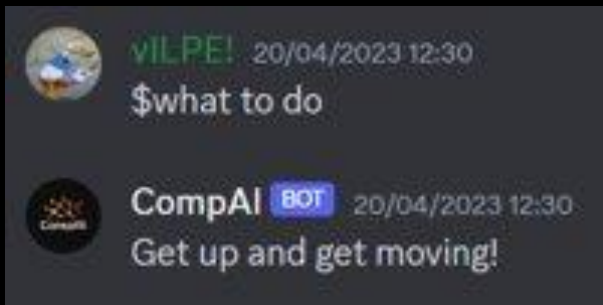 vILPE! 20/04/2023 12:30
$what to do
CompAI BOT 20/04/2023 12:30
CompAI
Get up and get moving!